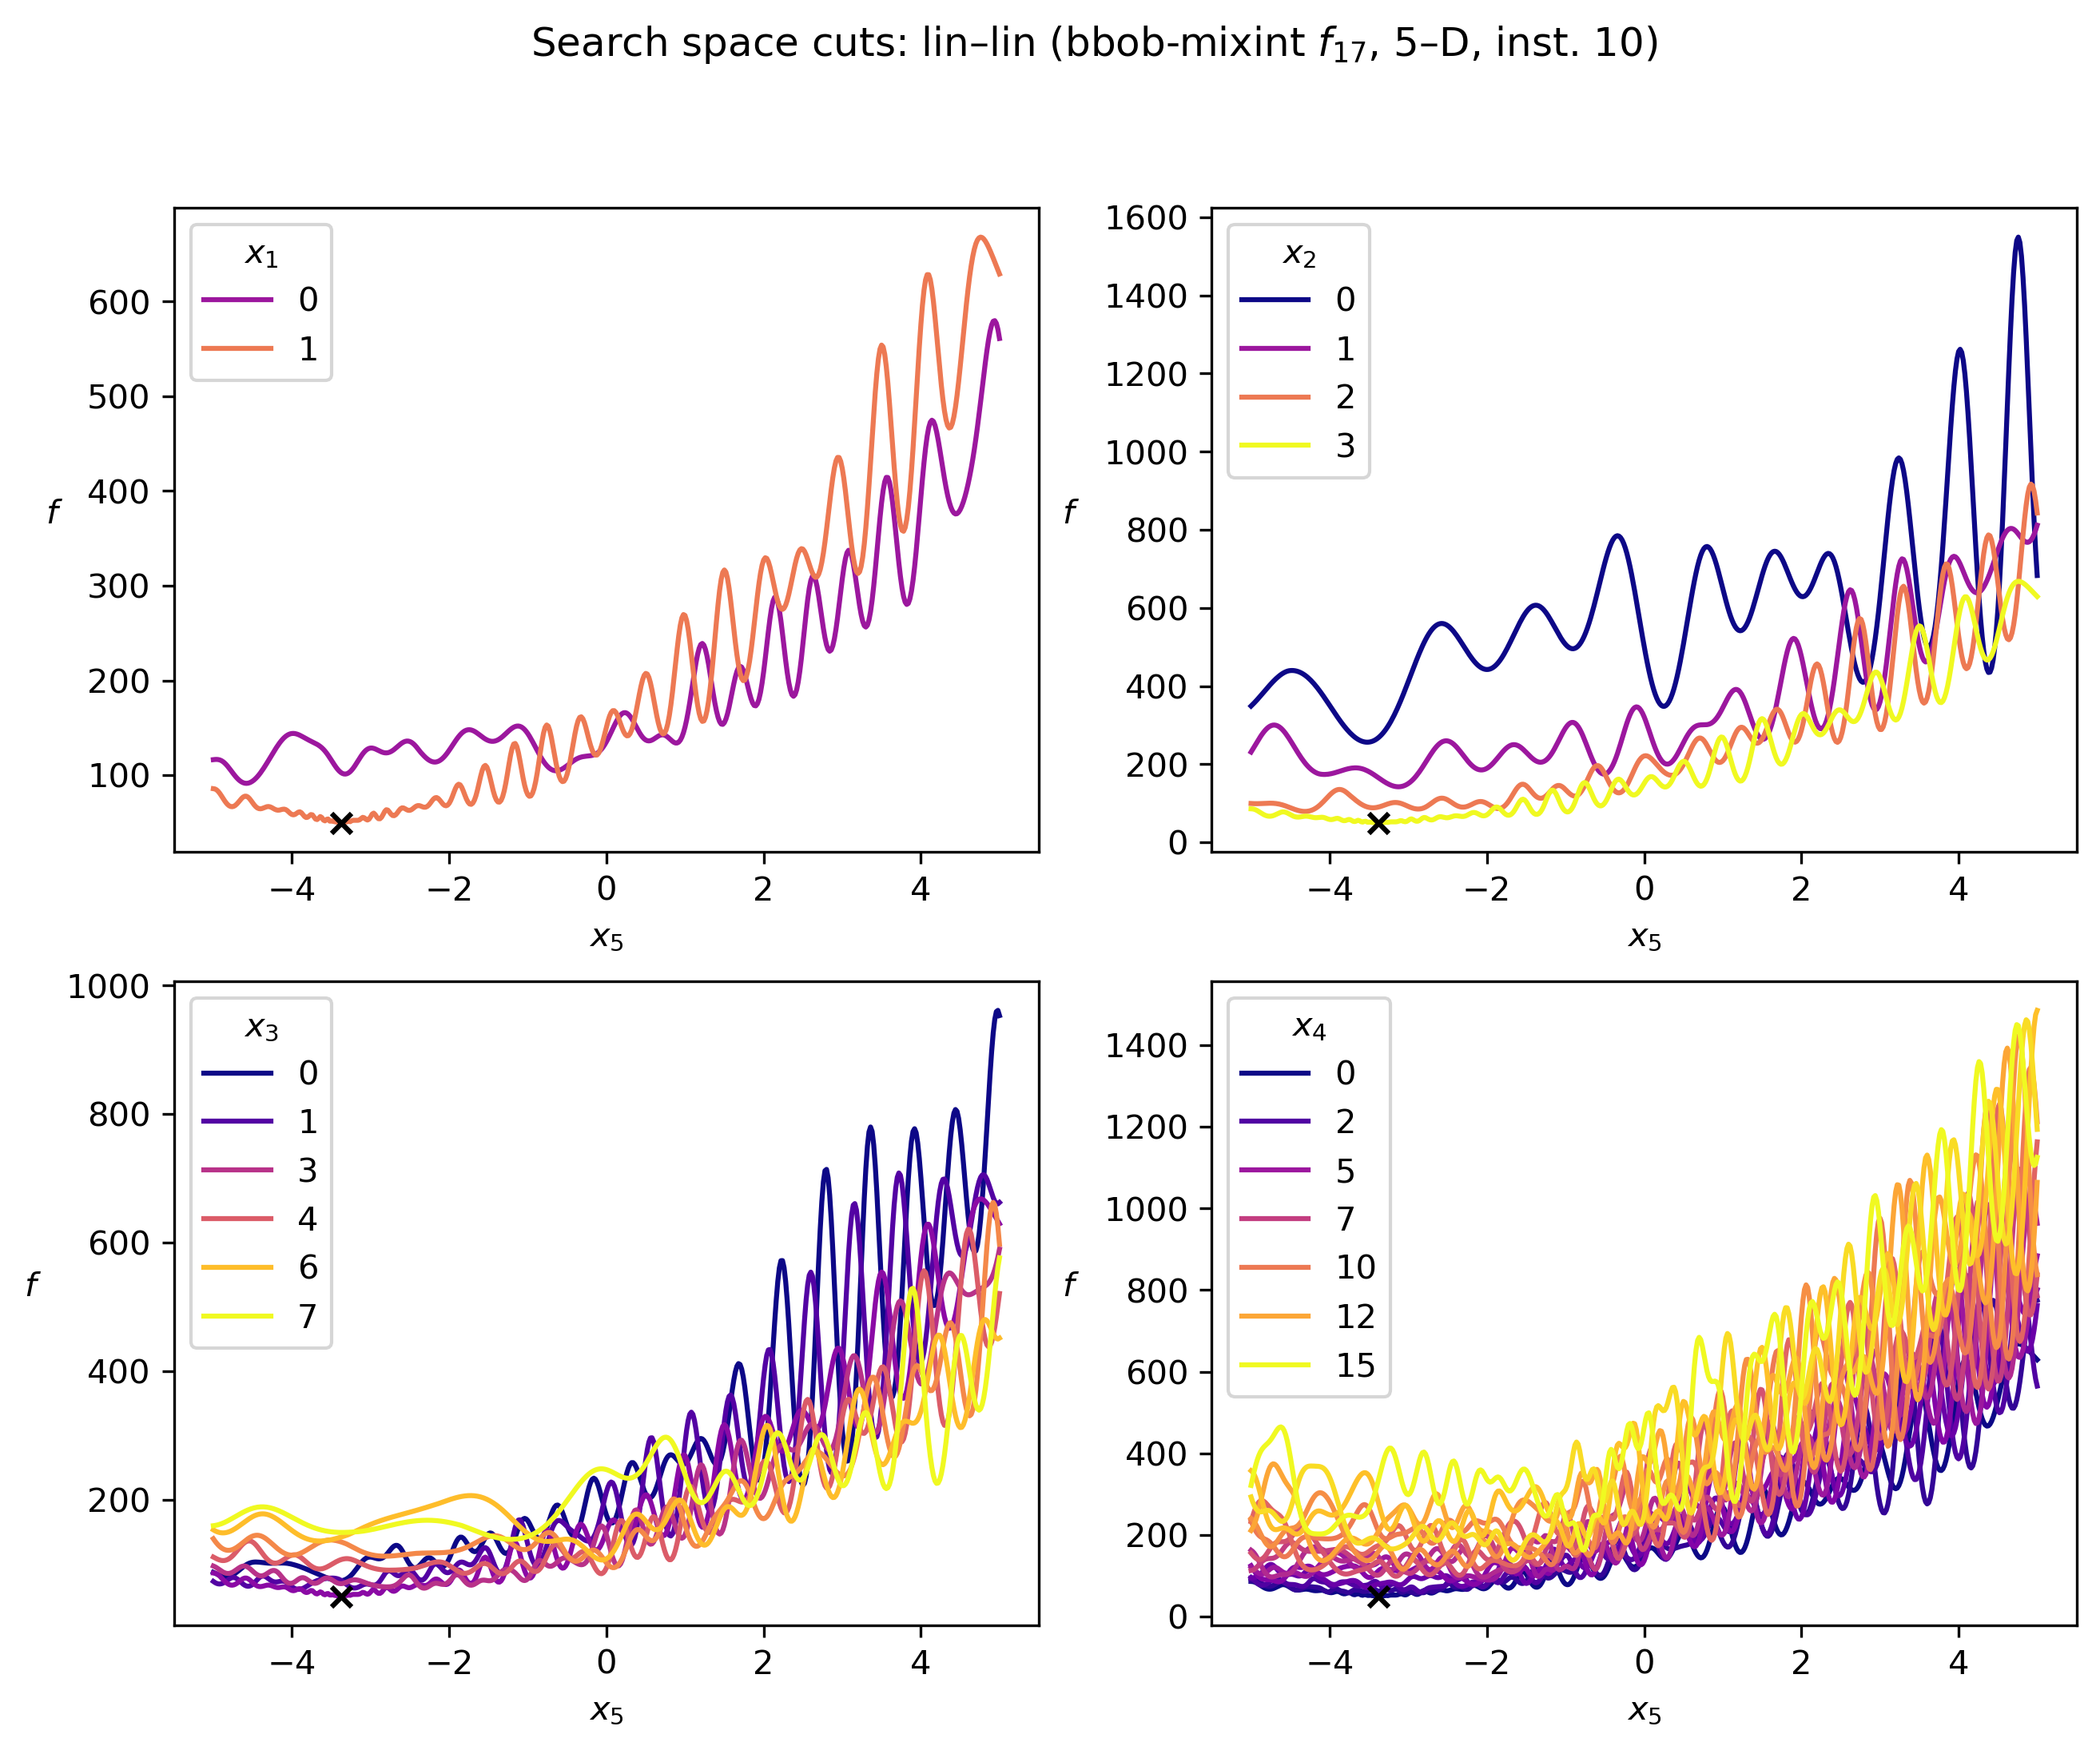 Search space cuts: lin–lin (bbob-mixint f₁₇, 5–D, inst. 10)
x₁
0
1
600
500
400
300
200
100
f
−4 −2 0 2 4
x₅
x₂
0
1
2
3
1600
1400
1200
1000
800
600
400
200
0
f
−4 −2 0 2 4
x₅
x₃
0
1
3
4
6
7
1000
800
600
400
200
f
−4 −2 0 2 4
x₅
x₄
0
2
5
7
10
12
15
1400
1200
1000
800
600
400
200
0
f
−4 −2 0 2 4
x₅